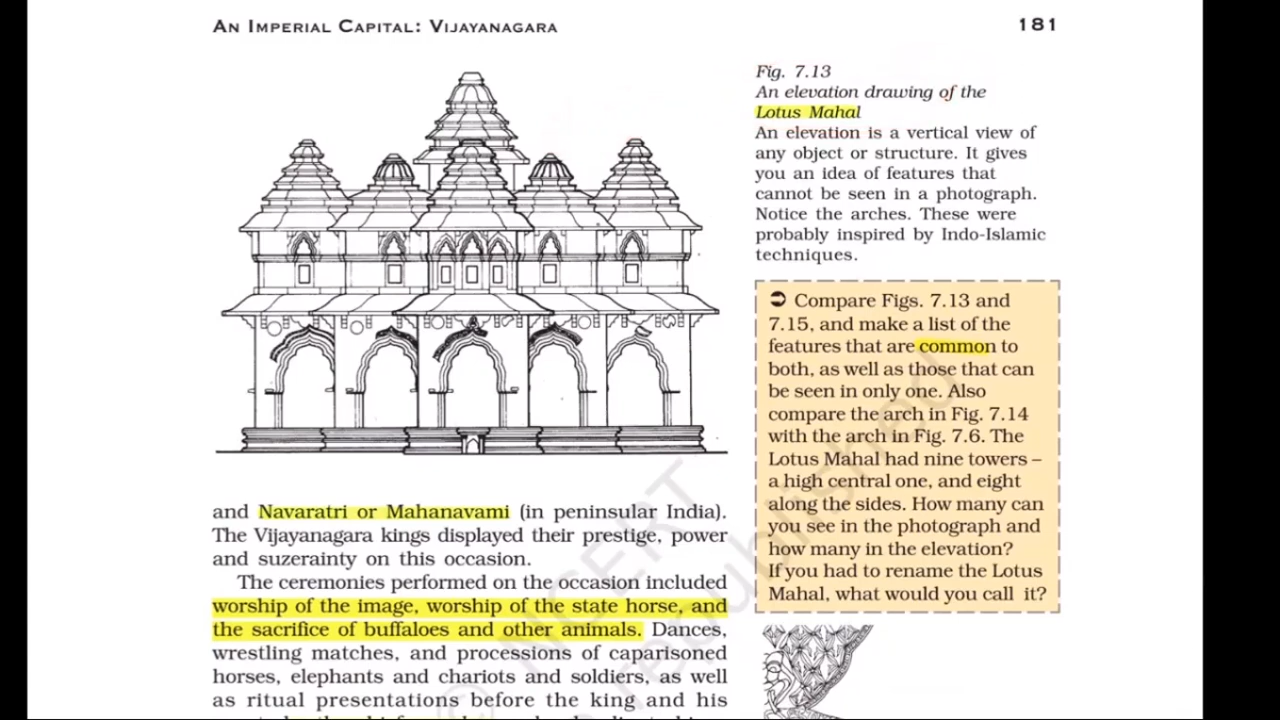 AN IMPERIAL CAPITAL: VIJAYANAGARA
181
Fig. 7.13
An elevation drawing of the
Lotus Mahal
An elevation is a vertical view of
any object or structure. It gives
you an idea of features that
cannot be seen in a photograph.
Notice the arches. These were
probably inspired by Indo-Islamic
techniques.
➲ Compare Figs. 7.13 and
7.15, and make a list of the
features that are common to
both, as well as those that can
be seen in only one. Also
compare the arch in Fig. 7.14
with the arch in Fig. 7.6. The
Lotus Mahal had nine towers –
a high central one, and eight
along the sides. How many can
you see in the photograph and
how many in the elevation?
If you had to rename the Lotus
Mahal, what would you call it?
and Navaratri or Mahanavami (in peninsular India).
The Vijayanagara kings displayed their prestige, power
and suzerainty on this occasion.
The ceremonies performed on the occasion included
worship of the image, worship of the state horse, and
the sacrifice of buffaloes and other animals. Dances,
wrestling matches, and processions of caparisoned
horses, elephants and chariots and soldiers, as well
as ritual presentations before the king and his
© NCERT
republished